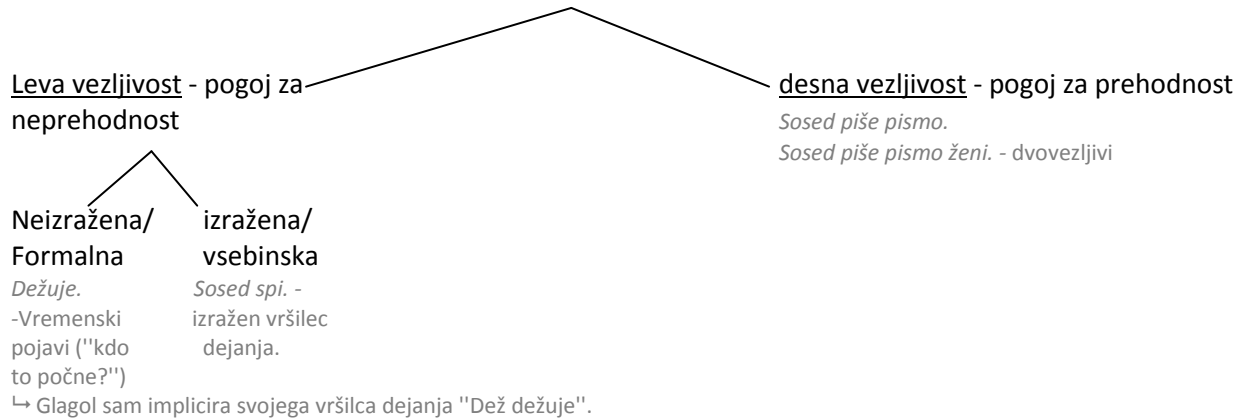 Leva vezljivost - pogoj za
neprehodnost
desna vezljivost - pogoj za prehodnost
Sosed piše pismo.
Sosed piše pismo ženi. - dvovezljivi
Neizražena/
Formalna
Dežuje.
-Vremenski
pojavi (''kdo
to počne?'')
izražena/
vsebinska
Sosed spi. -
izražen vršilec
dejanja.
↳ Glagol sam implicira svojega vršilca dejanja ''Dež dežuje''.